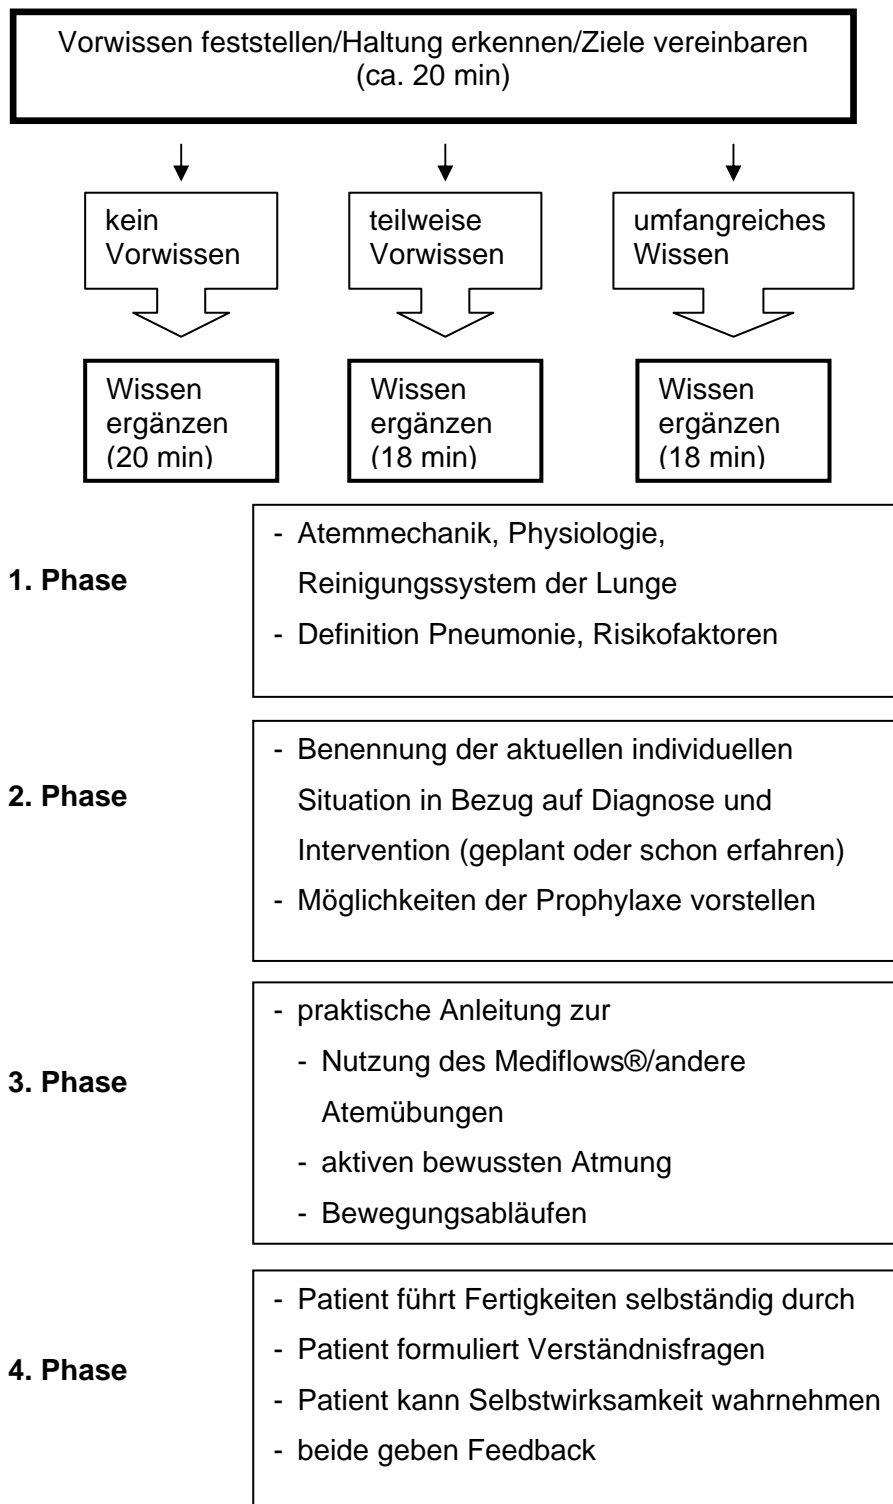 Vorwissen feststellen/Haltung erkennen/Ziele vereinbaren
(ca. 20 min)
kein
Vorwissen
teilweise
Vorwissen
umfangreiches
Wissen
Wissen
ergänzen
(20 min)
Wissen
ergänzen
(18 min)
Wissen
ergänzen
(18 min)
1. Phase
- Atemmechanik, Physiologie,
Reinigungssystem der Lunge
- Definition Pneumonie, Risikofaktoren
2. Phase
- Benennung der aktuellen individuellen
Situation in Bezug auf Diagnose und
Intervention (geplant oder schon erfahren)
- Möglichkeiten der Prophylaxe vorstellen
3. Phase
- praktische Anleitung zur
- Nutzung des Mediflows®/andere
Atemübungen
- aktiven bewussten Atmung
- Bewegungsabläufen
4. Phase
- Patient führt Fertigkeiten selbständig durch
- Patient formuliert Verständnisfragen
- Patient kann Selbstwirksamkeit wahrnehmen
- beide geben Feedback